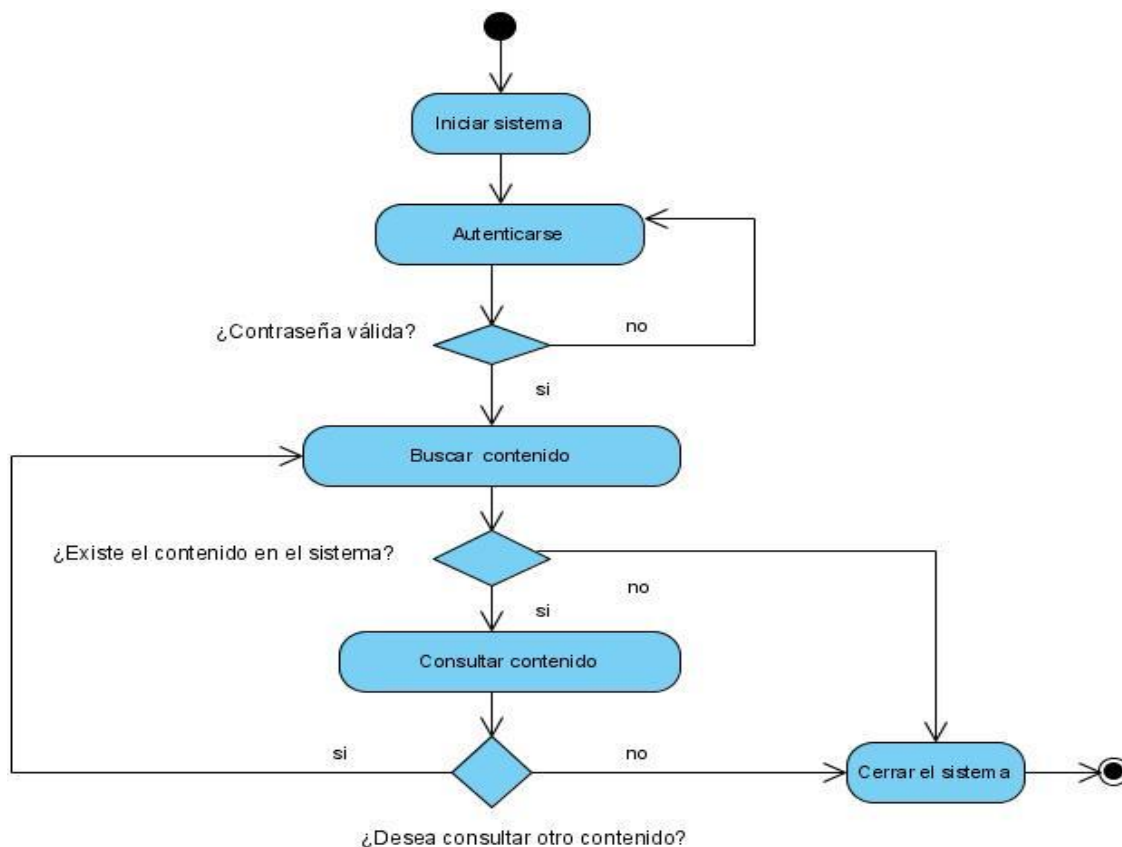 Iniciar sistema
Autenticarse
¿Contraseña válida?
no
si
Buscar contenido
¿Existe el contenido en el sistema?
no
si
Consultar contenido
si
no
Cerrar el sistema
¿Desea consultar otro contenido?